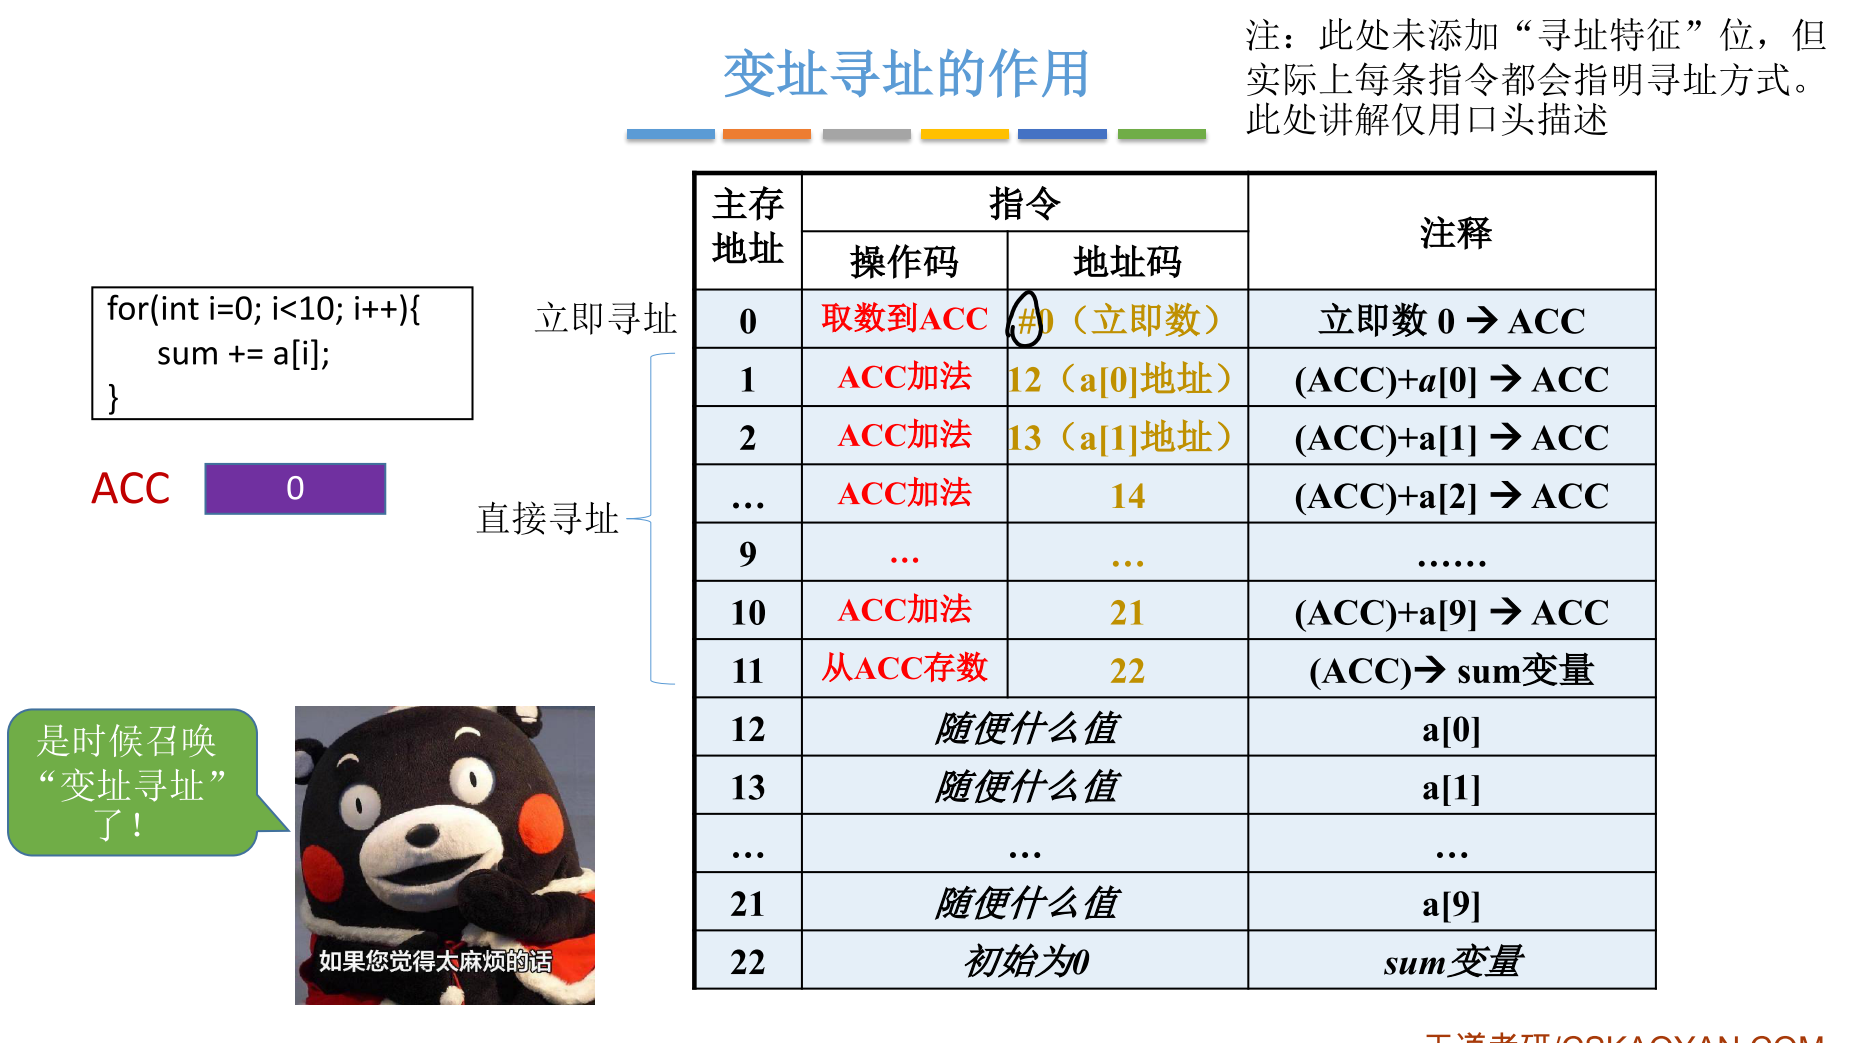 变址寻址的作用
注：此处未添加“寻址特征”位，但
实际上每条指令都会指明寻址方式。
此处讲解仅用口头描述
for(int i=0; i<10; i++){
sum += a[i];
}
ACC 0
立即寻址
直接寻址
是时候召唤
“变址寻址”
了！
如果您觉得太麻烦的话
主存地址 指令 注释
操作码 地址码
0 取数到ACC #0（立即数） 立即数 0 → ACC
1 ACC加法 12（a[0]地址） (ACC)+a[0] → ACC
2 ACC加法 13（a[1]地址） (ACC)+a[1] → ACC
… ACC加法 14 (ACC)+a[2] → ACC
9 … … ……
10 ACC加法 21 (ACC)+a[9] → ACC
11 从ACC存数 22 (ACC)→ sum变量
12 随便什么值 a[0]
13 随便什么值 a[1]
… … …
21 随便什么值 a[9]
22 初始为0 sum变量
王道考研/CSKAOYAN.COM